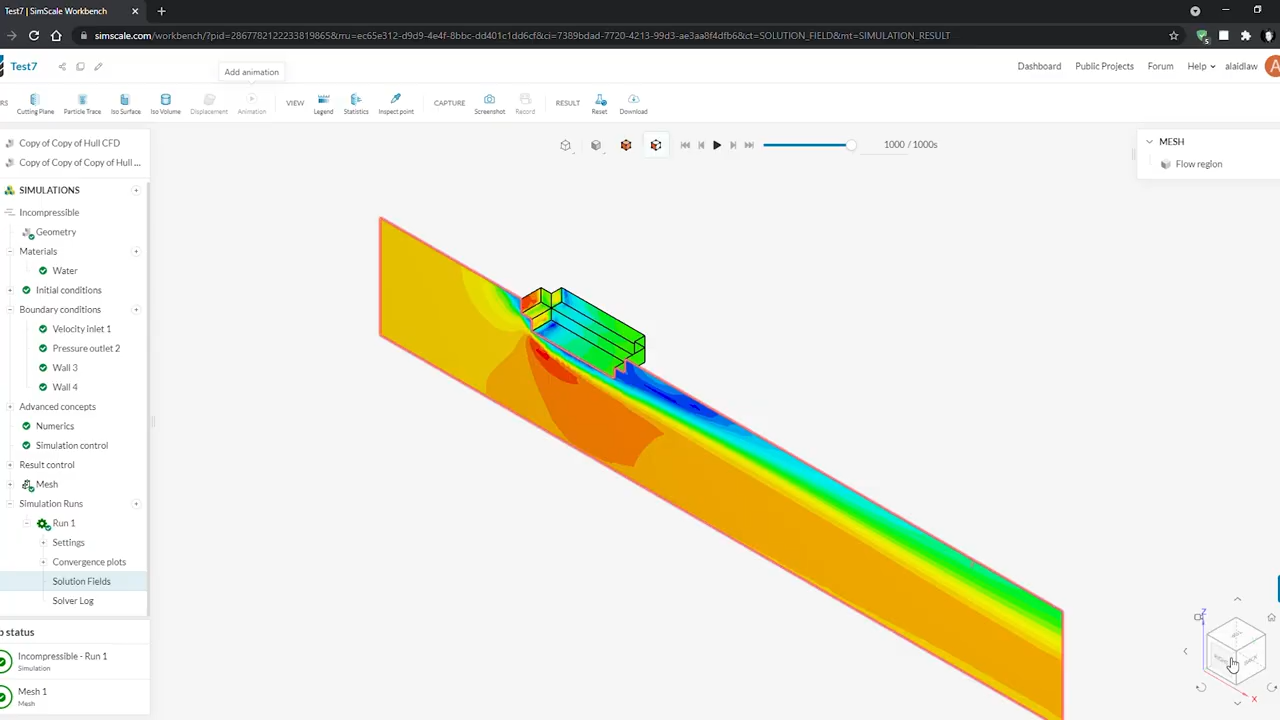 Test7 | SimScale Workbench
simscale.com/workbench/?pid=2867782122233819865&mu=ec65e312-d9d9-4e4f-8bbc-dd401c1dd6cf&ci=7389bdad-7720-4213-99d3-ae3aa8f4dfb6&ct=SOLUTION_FIELD&mt=SIMULATION_RESULT
Test7
Add animation
Dashboard Public Projects Forum Help alaidlaw A
RS Cutting Plane Particle Trace Iso Surface Iso Volume Displacement Animation VIEW Legend Statistics Inspect point CAPTURE Screenshot Record RESULT Reset Download
1000 / 1000s
MESH
Flow region
Copy of Copy of Hull CFD
Copy of Copy of Copy of Hull ...
SIMULATIONS
Incompressible
Geometry
Materials
Water
Initial conditions
Boundary conditions
Velocity inlet 1
Pressure outlet 2
Wall 3
Wall 4
Advanced concepts
Numerics
Simulation control
Result control
Mesh
Simulation Runs
Run 1
Settings
Convergence plots
Solution Fields
Solver Log
b status
Incompressible - Run 1
Simulation
Mesh 1
Mesh
Z
X